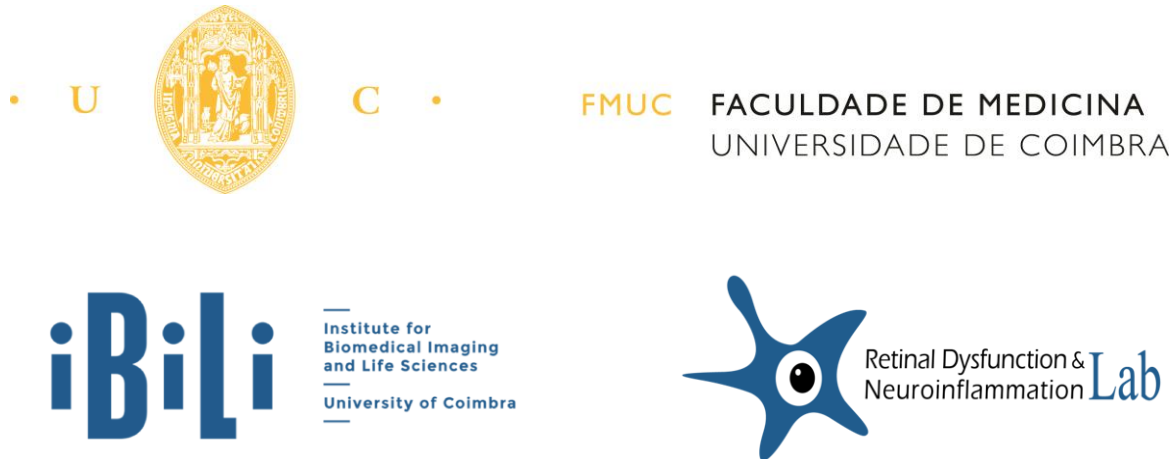 · U C ·
FMUC FACULDADE DE MEDICINA
UNIVERSIDADE DE COIMBRA
iBiLi
Institute for
Biomedical Imaging
and Life Sciences
University of Coimbra
Retinal Dysfunction &
Neuroinflammation Lab